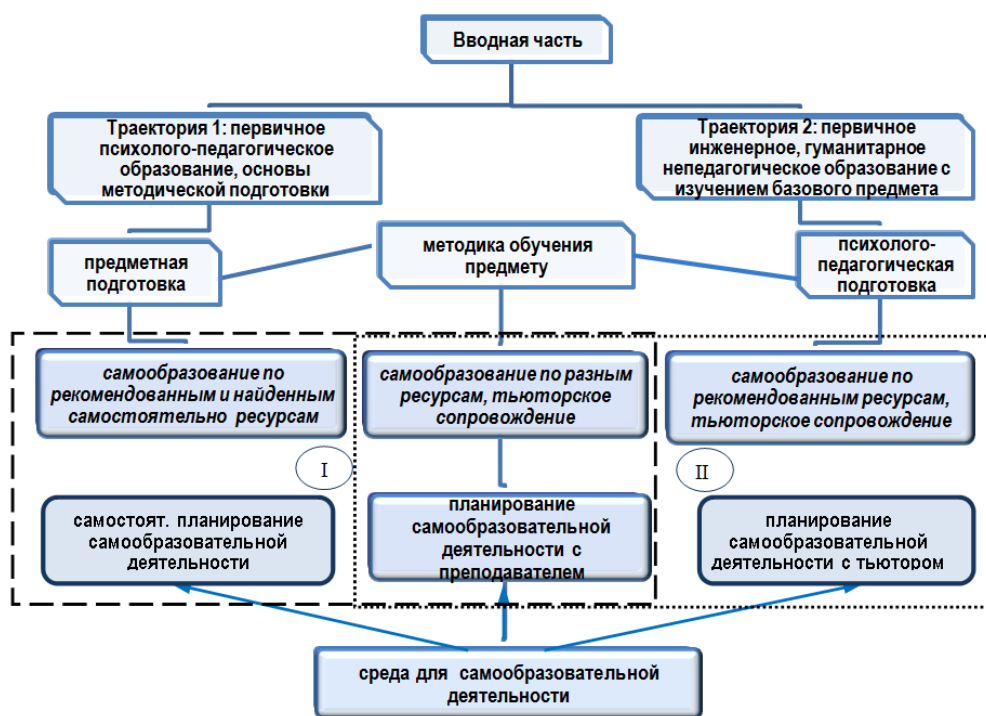 Вводная часть
Траектория 1: первичное
психолого-педагогическое
образование, основы
методической подготовки
Траектория 2: первичное
инженерное, гуманитарное
непедагогическое образование с
изучением базового предмета
предметная
подготовка
методика обучения
предмету
психолого-
педагогическая
подготовка
самообразование по
рекомендованным и найденным
самостоятельно ресурсам
самообразование по разным
ресурсам, тьюторское
сопровождение
самообразование по
рекомендованным ресурсам,
тьюторское сопровождение
I
II
самостоят. планирование
самообразовательной
деятельности
планирование
самообразовательной
деятельности с
преподавателем
планирование
самообразовательной
деятельности с тьютором
среда для самообразовательной
деятельности